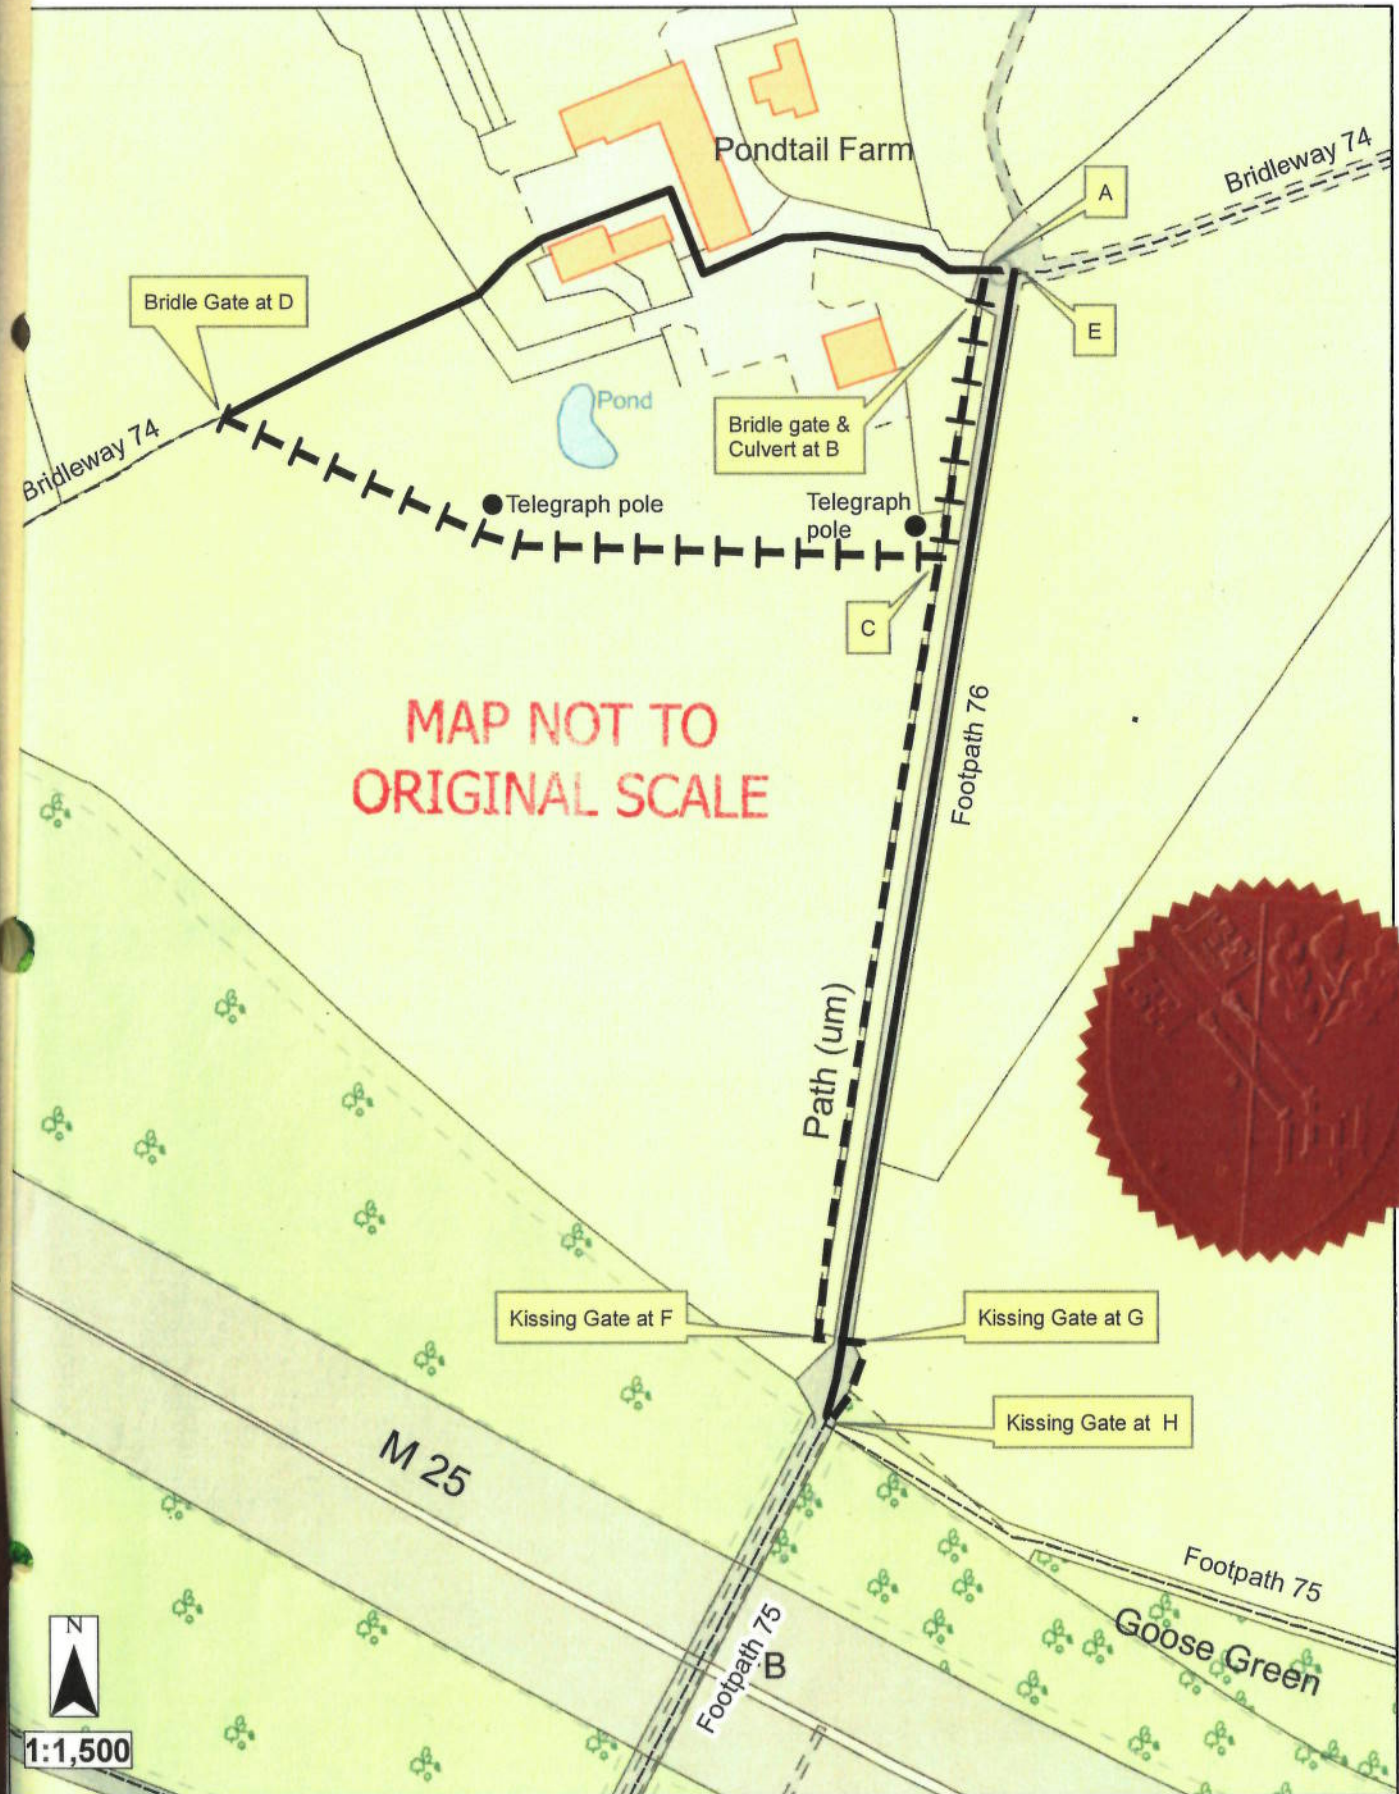 Pondtail Farm
Bridleway 74
A
Bridle Gate at D
E
Pond
Bridle gate &
Culvert at B
Bridleway 74
Telegraph pole
Telegraph
pole
C
MAP NOT TO
ORIGINAL SCALE
Footpath 76
Path (um)
Kissing Gate at F
Kissing Gate at G
Kissing Gate at H
M 25
Footpath 75
Goose Green
Footpath 75
B
N
1:1,500